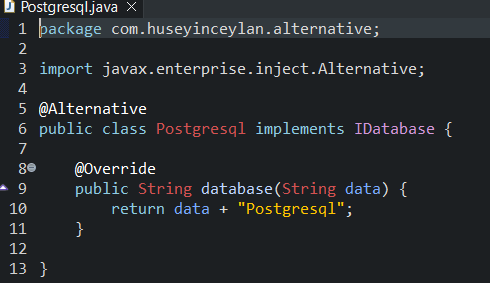 Postgresql.java
1 package com.huseyinceylan.alternative;
2
3 import javax.enterprise.inject.Alternative;
4
5 @Alternative
6 public class Postgresql implements IDatabase {
7
8 @Override
9 public String database(String data) {
10 return data + "Postgresql";
11 }
12
13 }